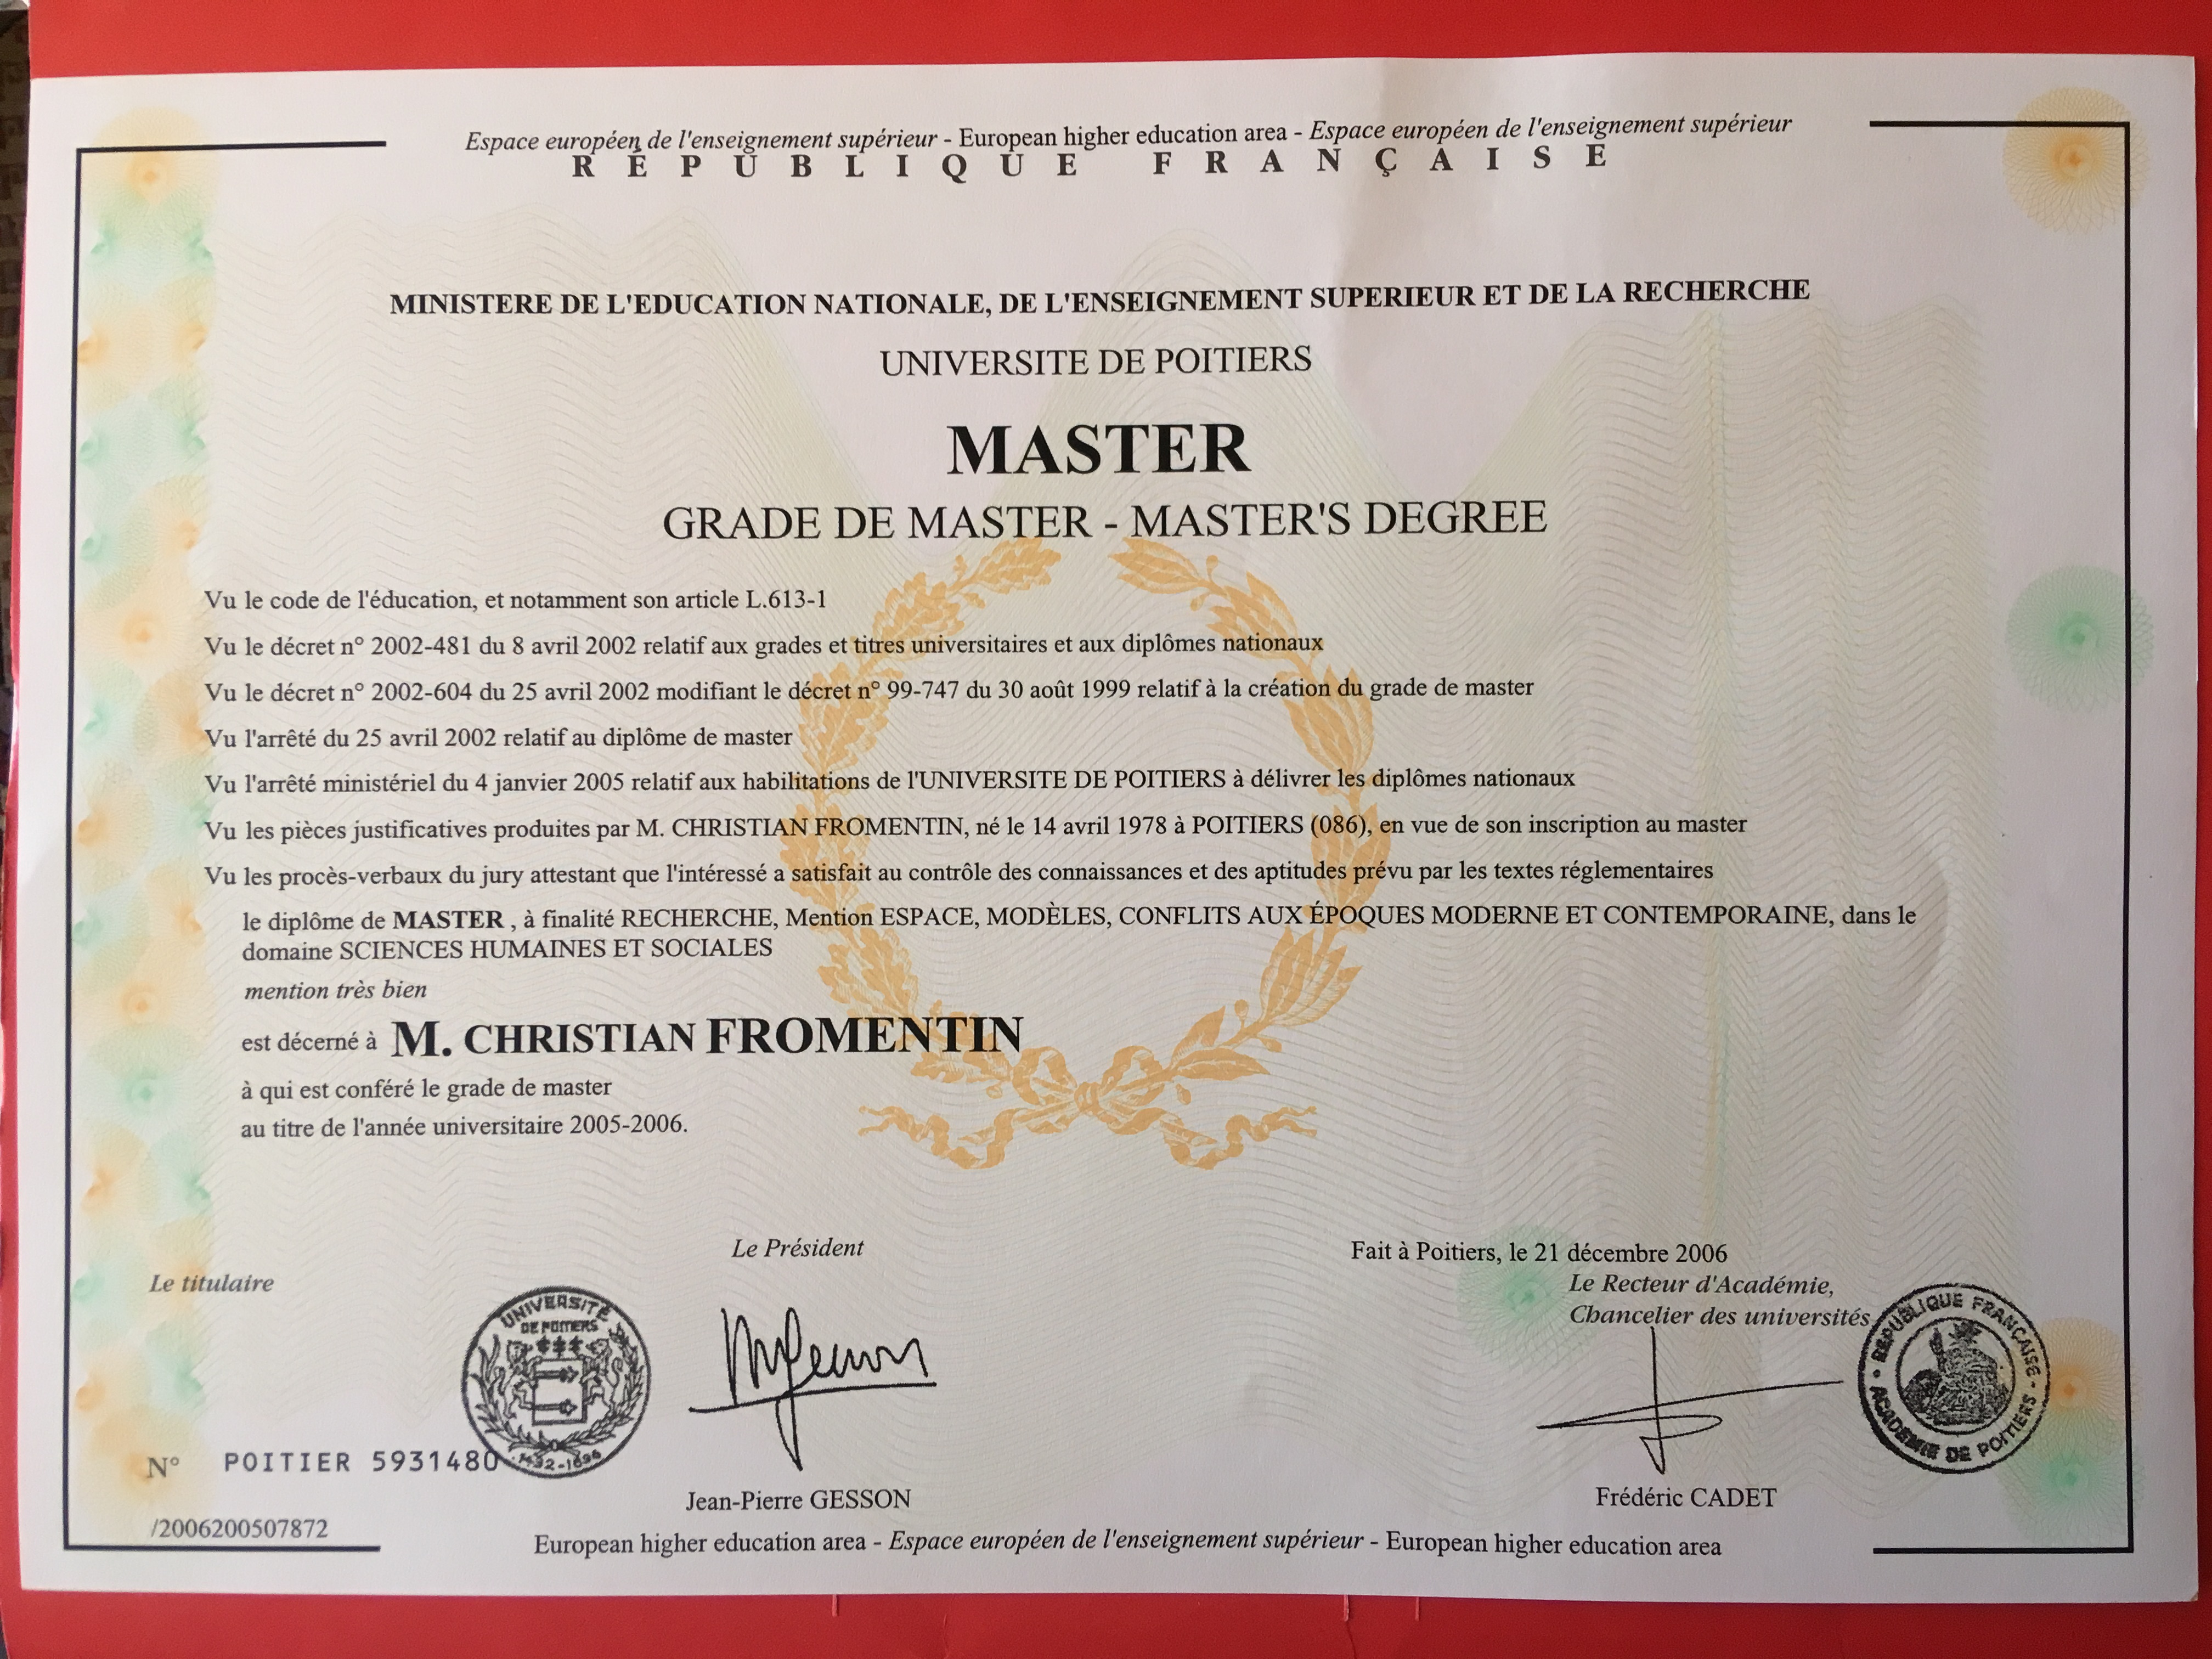 Espace européen de l'enseignement supérieur - European higher education area - Espace européen de l'enseignement supérieur
RÉPUBLIQUE FRANÇAISE
MINISTERE DE L'EDUCATION NATIONALE, DE L'ENSEIGNEMENT SUPERIEUR ET DE LA RECHERCHE
UNIVERSITE DE POITIERS
MASTER
GRADE DE MASTER - MASTER'S DEGREE
Vu le code de l'éducation, et notamment son article L.613-1
Vu le décret n° 2002-481 du 8 avril 2002 relatif aux grades et titres universitaires et aux diplômes nationaux
Vu le décret n° 2002-604 du 25 avril 2002 modifiant le décret n° 99-747 du 30 août 1999 relatif à la création du grade de master
Vu l'arrêté du 25 avril 2002 relatif au diplôme de master
Vu l'arrêté ministériel du 4 janvier 2005 relatif aux habilitations de l'UNIVERSITE DE POITIERS à délivrer les diplômes nationaux
Vu les pièces justificatives produites par M. CHRISTIAN FROMENTIN, né le 14 avril 1978 à POITIERS (086), en vue de son inscription au master
Vu les procès-verbaux du jury attestant que l'intéressé a satisfait au contrôle des connaissances et des aptitudes prévu par les textes réglementaires
le diplôme de MASTER , à finalité RECHERCHE, Mention ESPACE, MODÈLES, CONFLITS AUX ÉPOQUES MODERNE ET CONTEMPORAINE, dans le
domaine SCIENCES HUMAINES ET SOCIALES
mention très bien
est décerné à M. CHRISTIAN FROMENTIN
à qui est conféré le grade de master
au titre de l'année universitaire 2005-2006.
Le Président
Fait à Poitiers, le 21 décembre 2006
Le titulaire
Le Recteur d'Académie,
Chancelier des universités
UNIVERSITÉ
DE POITIERS
RÉPUBLIQUE FRANÇAISE
ACADEMIE DE POITIERS
N° POITIER 5931480
Jean-Pierre GESSON
Frédéric CADET
/2006200507872
European higher education area - Espace européen de l'enseignement supérieur - European higher education area